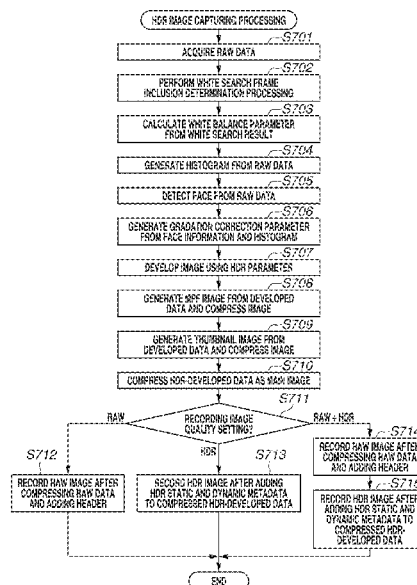 HDR IMAGE CAPTURING PROCESSING
S701
ACQUIRE RAW DATA
S702
PERFORM WHITE SEARCH FRAME
INCLUSION DETERMINATION PROCESSING
S703
CALCULATE WHITE BALANCE PARAMETER
FROM WHITE SEARCH RESULT
S704
GENERATE HISTOGRAM FROM RAW DATA
S705
DETECT FACE FROM RAW DATA
S706
GENERATE GRADATION CORRECTION PARAMETER
FROM FACE INFORMATION AND HISTOGRAM
S707
DEVELOP IMAGE USING HDR PARAMETER
S708
GENERATE MPF IMAGE FROM DEVELOPED
DATA AND COMPRESS IMAGE
S709
GENERATE THUMBNAIL IMAGE FROM
DEVELOPED DATA AND COMPRESS IMAGE
S710
COMPRESS HDR-DEVELOPED DATA AS MAIN IMAGE
S711
RECORDING IMAGE
QUALITY SETTING?
RAW
HDR
RAW + HDR
S712
RECORD RAW IMAGE AFTER
COMPRESSING RAW DATA
AND ADDING HEADER
S713
RECORD HDR IMAGE AFTER ADDING
HDR STATIC AND DYNAMIC METADATA
TO COMPRESSED HDR-DEVELOPED DATA
S714
RECORD RAW IMAGE AFTER
COMPRESSING RAW DATA
AND ADDING HEADER
S715
RECORD HDR IMAGE AFTER
ADDING HDR STATIC AND
DYNAMIC METADATA TO
COMPRESSED HDR-
DEVELOPED DATA
END